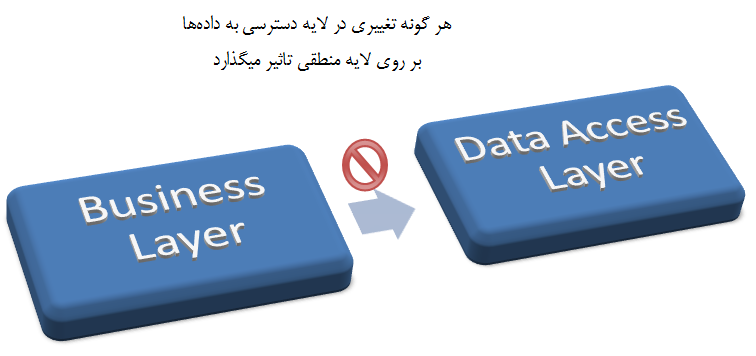 هر گونه تغییری در لایه دسترسی به داده‌ها
بر روی لایه منطقی تاثیر میگذارد
Business
Layer
Data Access
Layer